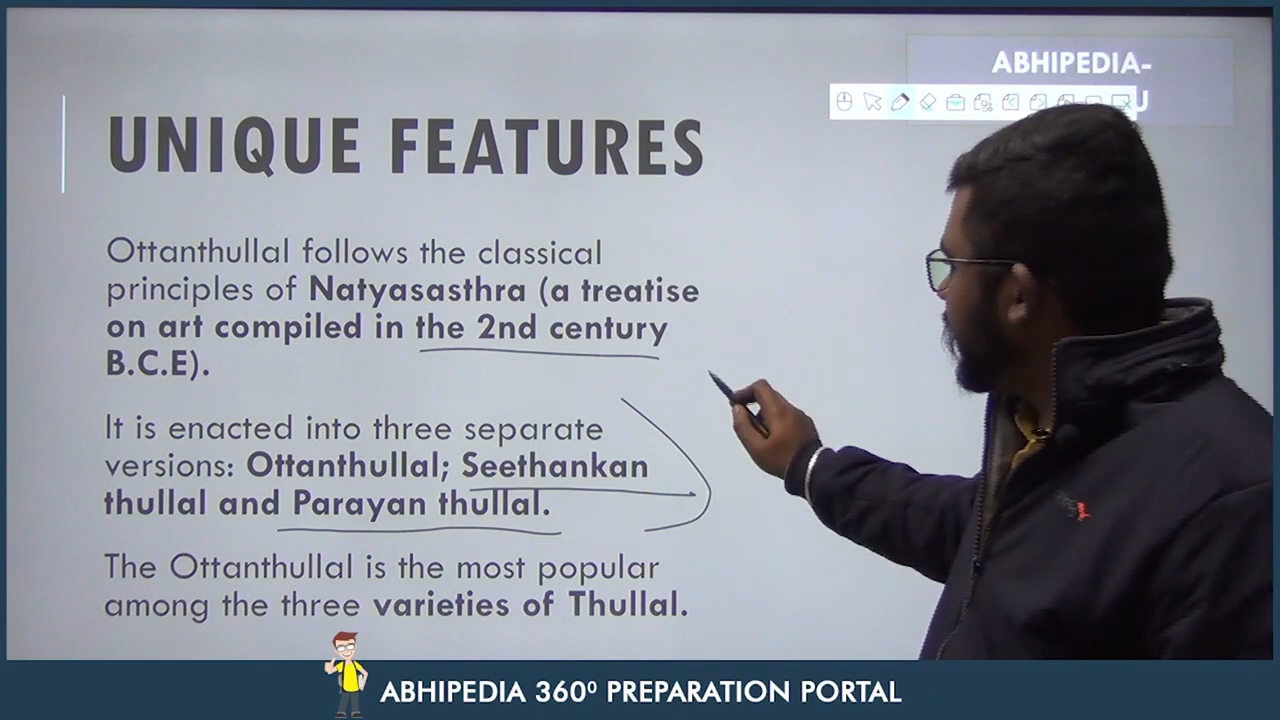 ABHIPEDIA-
U
UNIQUE FEATURES
Ottanthullal follows the classical
principles of Natyasasthra (a treatise
on art compiled in the 2nd century
B.C.E).
It is enacted into three separate
versions: Ottanthullal; Seethankan
thullal and Parayan thullal.
The Ottanthullal is the most popular
among the three varieties of Thullal.
ABHIPEDIA 360⁰ PREPARATION PORTAL